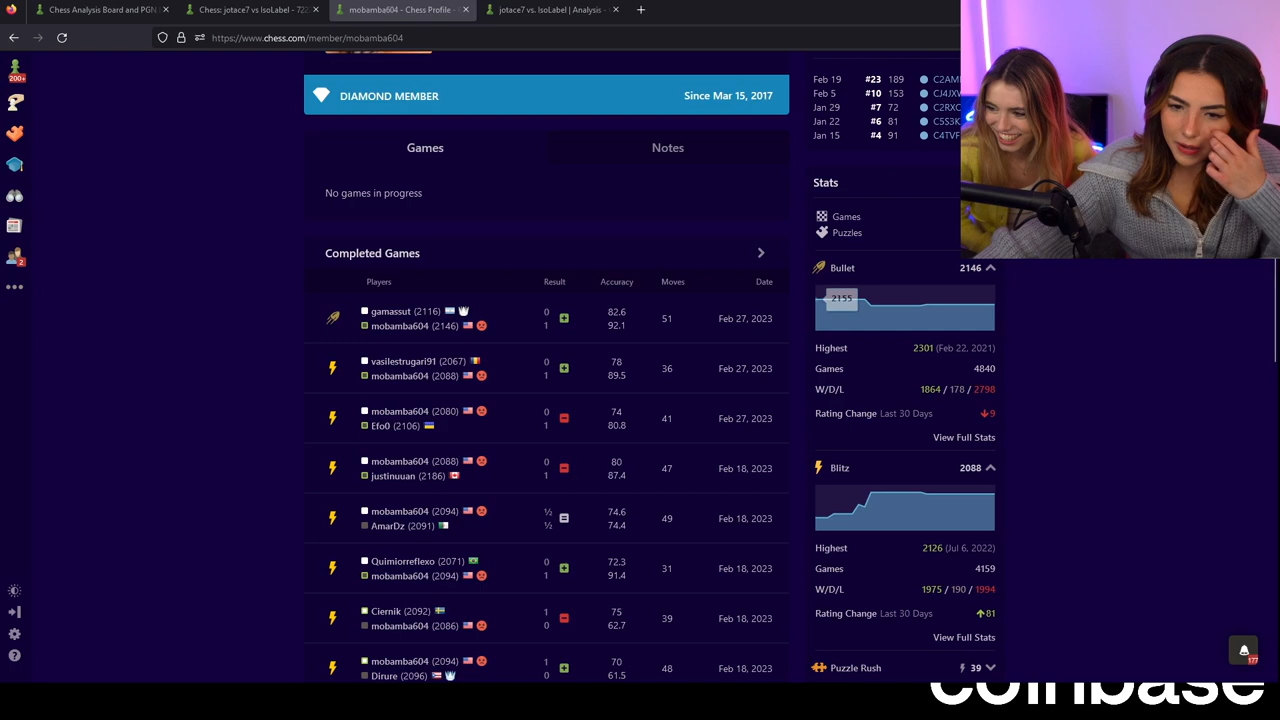 Chess Analysis Board and PGN
Chess: jotace7 vs IsoLabel - 722
mobamba604 - Chess Profile -
jotace7 vs. IsoLabel | Analysis -
https://www.chess.com/member/mobamba604
200+
2
DIAMOND MEMBER
Since Mar 15, 2017
Games
Notes
No games in progress
Completed Games
Players Result Accuracy Moves Date
gamassut (2116) 0 82.6
mobamba604 (2146) 1 92.1
51 Feb 27, 2023
vasilestrugari91 (2067) 0 78
mobamba604 (2088) 1 89.5
36 Feb 27, 2023
mobamba604 (2080) 0 74
Efo0 (2106) 1 80.8
41 Feb 27, 2023
mobamba604 (2088) 0 80
justinuuan (2186) 1 87.4
47 Feb 18, 2023
mobamba604 (2094) ½ 74.6
AmarDz (2091) ½ 74.4
49 Feb 18, 2023
Quimiorreflexo (2071) 0 72.3
mobamba604 (2094) 1 91.4
31 Feb 18, 2023
Ciernik (2092) 1 75
mobamba604 (2086) 0 62.7
39 Feb 18, 2023
mobamba604 (2094) 1 70
Dirure (2096) 0 61.5
48 Feb 18, 2023
Feb 19 #23 189 C2AM
Feb 5 #10 153 CJ4JX
Jan 29 #7 72 C2RXC
Jan 22 #6 81 C5S3K
Jan 15 #4 91 C4TVF
Stats
Games
Puzzles
Bullet 2146
2155
Highest 2301 (Feb 22, 2021)
Games 4840
W/D/L 1864 / 178 / 2798
Rating Change Last 30 Days 9
View Full Stats
Blitz 2088
Highest 2126 (Jul 6, 2022)
Games 4159
W/D/L 1975 / 190 / 1994
Rating Change Last 30 Days 81
View Full Stats
Puzzle Rush 39
177
coinbase